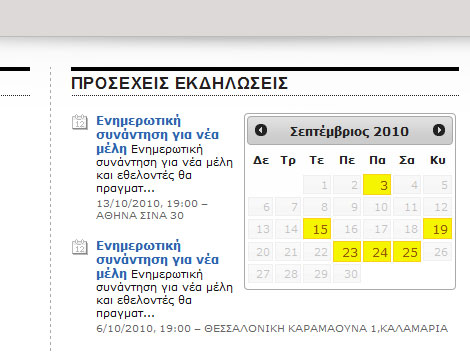 ΠΡΟΣΕΧΕΙΣ ΕΚΔΗΛΩΣΕΙΣ
12
Ενημερωτική
συνάντηση για νέα
μέλη Ενημερωτική
συνάντηση για νέα μέλη
και εθελοντές θα
πραγματ...
13/10/2010, 19:00 –
ΑΘΗΝΑ ΣΙΝΑ 30
12
Ενημερωτική
συνάντηση για νέα
μέλη Ενημερωτική
συνάντηση για νέα μέλη
και εθελοντές θα
πραγματ...
6/10/2010, 19:00 – ΘΕΣΣΑΛΟΝΙΚΗ ΚΑΡΑΜΑΟΥΝΑ 1,ΚΑΛΑΜΑΡΙΑ
Σεπτέμβριος 2010
Δε Τρ Τε Πε Πα Σα Κυ
1 2 3 4 5
6 7 8 9 10 11 12
13 14 15 16 17 18 19
20 21 22 23 24 25 26
27 28 29 30